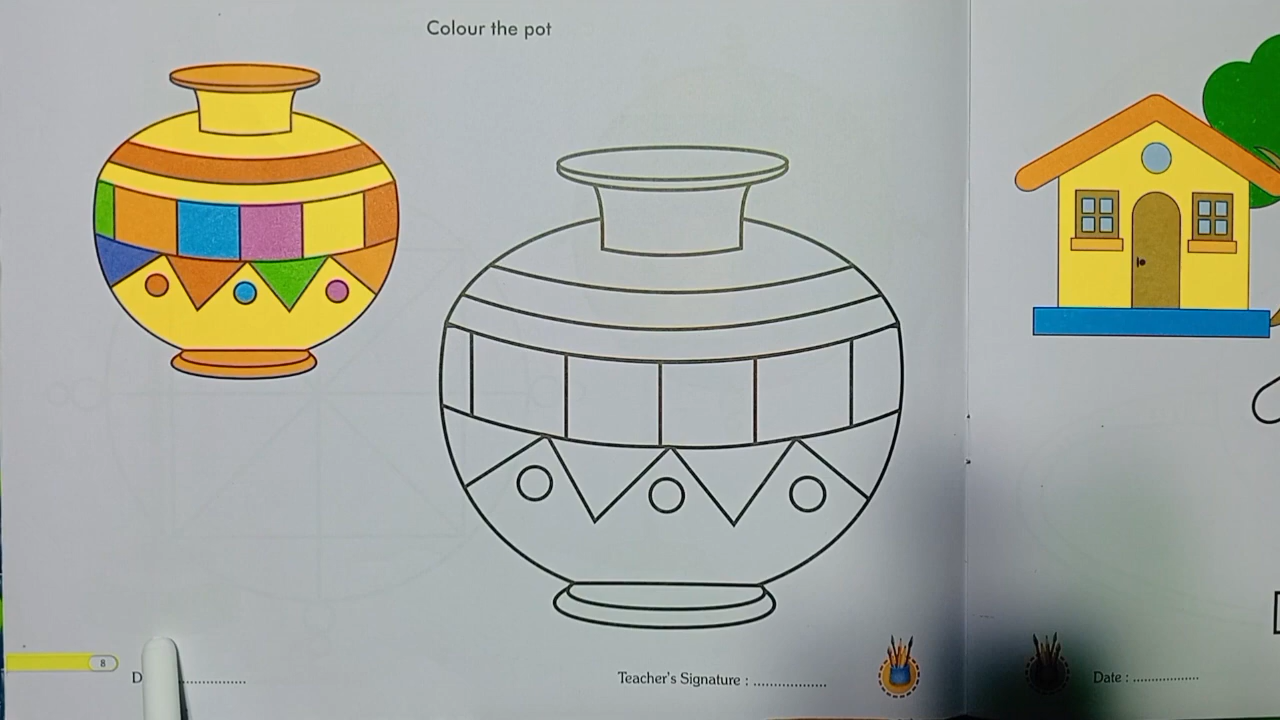 Colour the pot
8
D..............
Teacher's Signature : .................
Date : ................